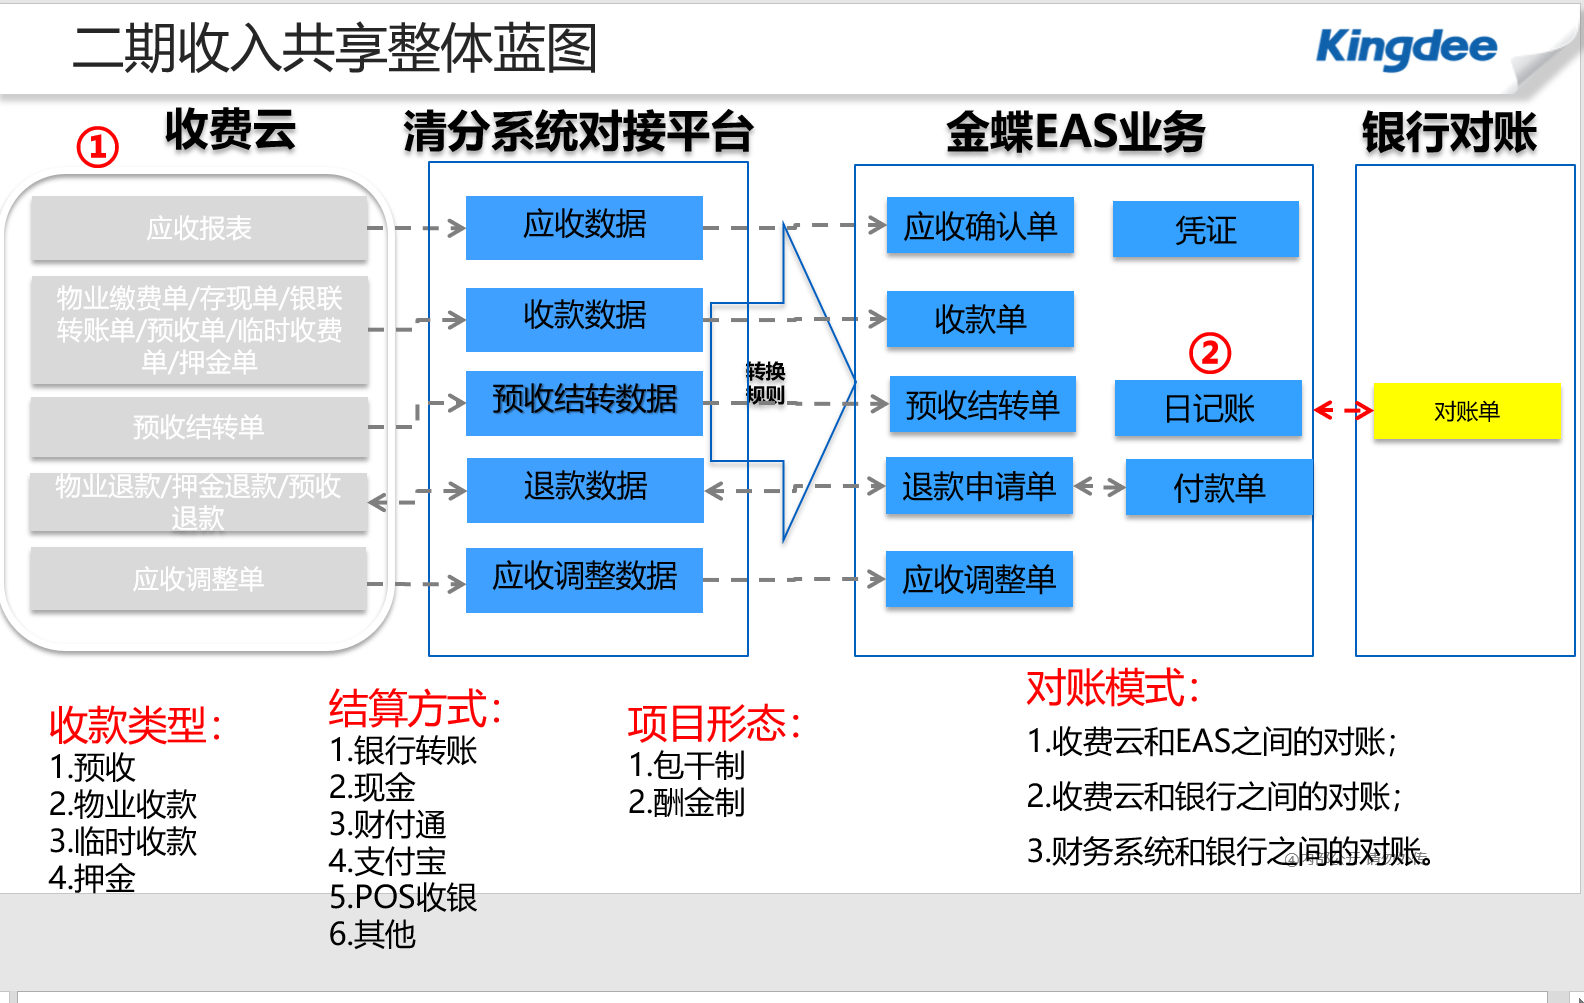 二期收入共享整体蓝图
Kingdee
收费云
清分系统对接平台
金蝶EAS业务
银行对账
①
应收报表
物业缴费单/存现单/银联
转账单/预收单/临时收费
单/押金单
预收结转单
物业退款/押金退款/预收
退款
应收调整单
应收数据
收款数据
预收结转数据
退款数据
应收调整数据
转换
规则
应收确认单
收款单
预收结转单
退款申请单
应收调整单
凭证
②
日记账
付款单
对账单
收款类型：
1.预收
2.物业收款
3.临时收款
4.押金
结算方式：
1.银行转账
2.现金
3.财付通
4.支付宝
5.POS收银
6.其他
项目形态：
1.包干制
2.酬金制
对账模式：
1.收费云和EAS之间的对账；
2.收费云和银行之间的对账；
3.财务系统和银行之间的对账。